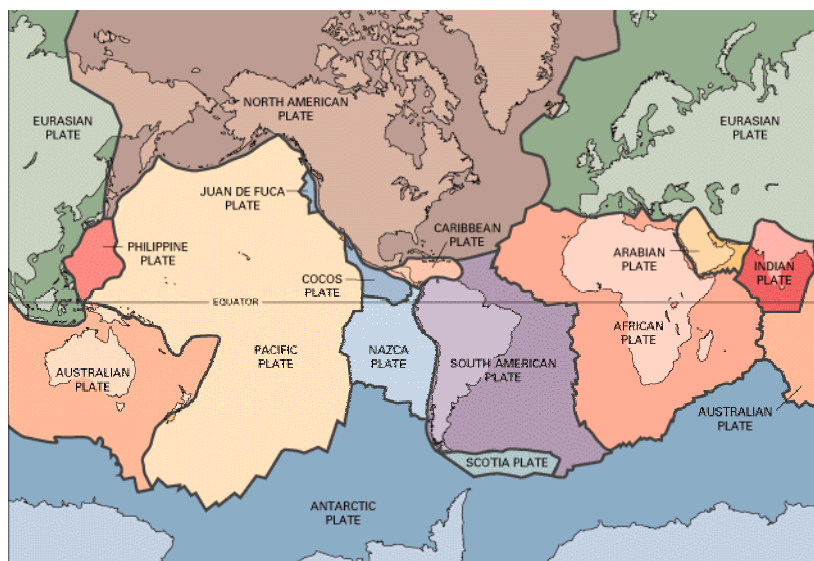 NORTH AMERICAN
PLATE
EURASIAN
PLATE
EURASIAN
PLATE
JUAN DE FUCA
PLATE
CARIBBEAN
PLATE
PHILIPPINE
PLATE
ARABIAN
PLATE
INDIAN
PLATE
COCOS
PLATE
EQUATOR
AFRICAN
PLATE
PACIFIC
PLATE
NAZCA
PLATE
SOUTH AMERICAN
PLATE
AUSTRALIAN
PLATE
AUSTRALIAN
PLATE
SCOTIA PLATE
ANTARCTIC
PLATE